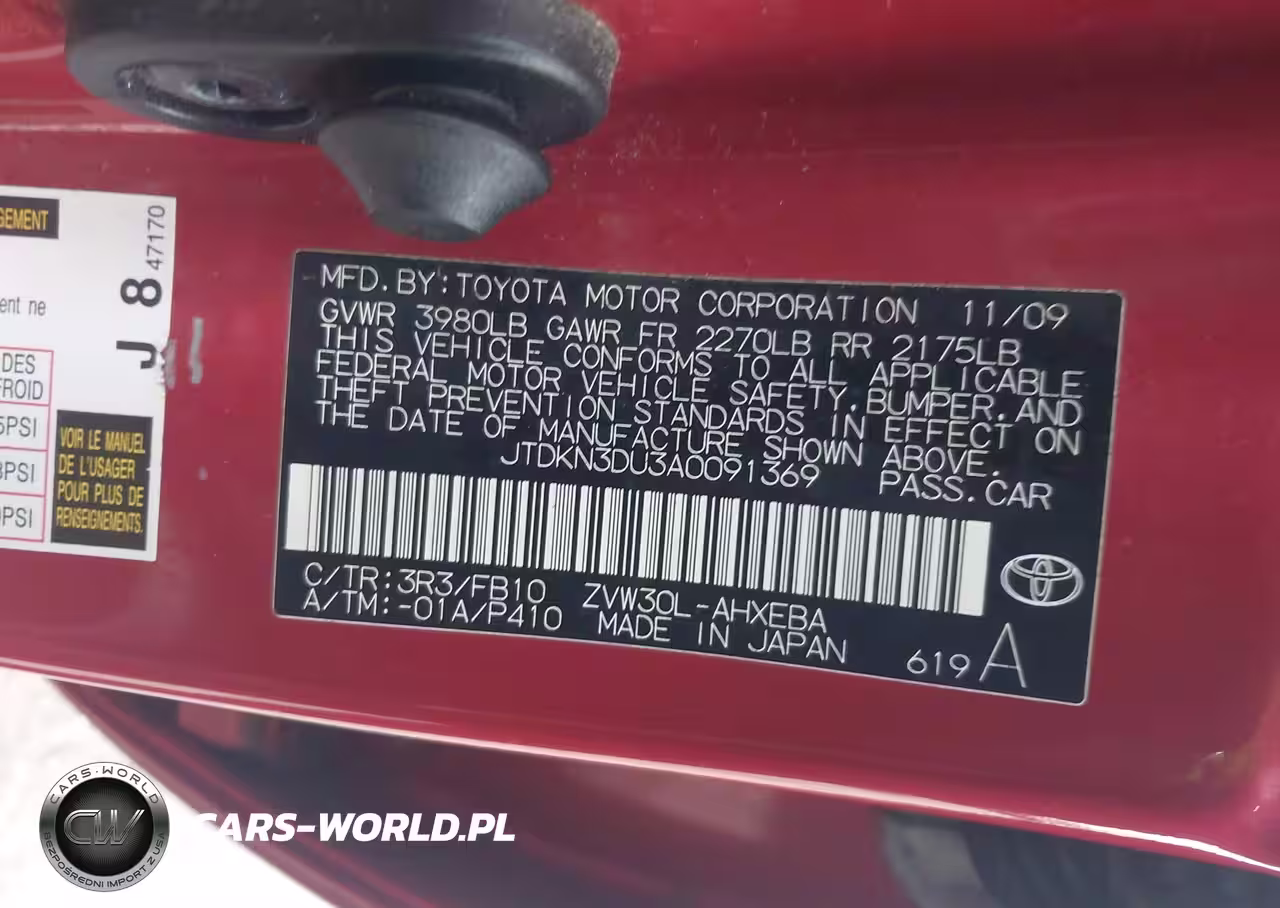 GEMENT
ent ne
DES
FROID
5PSI
PSI
PSI
VOIR LE MANUEL
DE L'USAGER
POUR PLUS DE
RENSEIGNEMENTS.
J 8 47170
MFD.BY:TOYOTA MOTOR CORPORATION 11/09
GVWR 3980LB GAWR FR 2270LB RR 2175LB
THIS VEHICLE CONFORMS TO ALL APPLICABLE
FEDERAL MOTOR VEHICLE SAFETY,BUMPER,AND
THEFT PREVENTION STANDARDS IN EFFECT ON
THE DATE OF MANUFACTURE SHOWN ABOVE.
JTDKN3DU3A0091369 PASS.CAR
C/TR:3R3/FB10 ZVW30L-AHXEBA
A/TM:-01A/P410 MADE IN JAPAN
619 A
CARS-WORLD
CW
BEZPOŚREDNI IMPORT Z USA
CARS-WORLD.PL